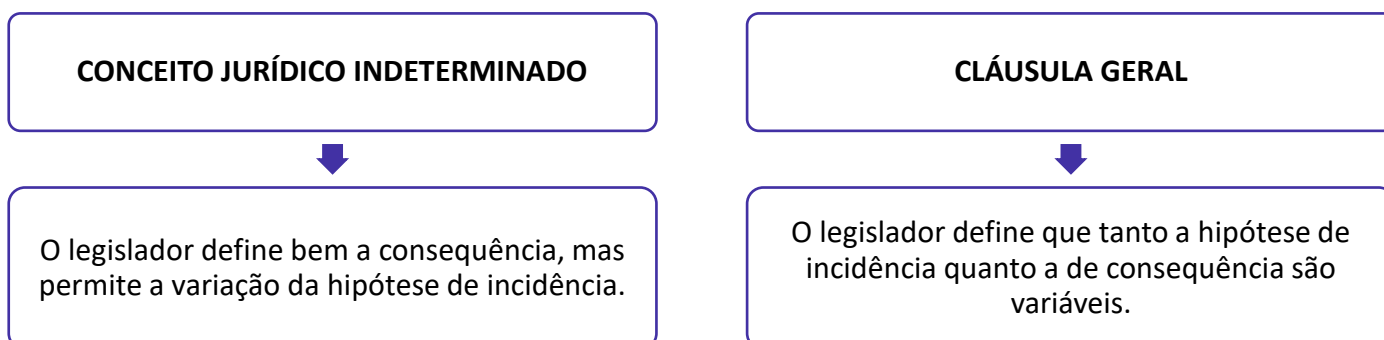 CONCEITO JURÍDICO INDETERMINADO
O legislador define bem a consequência, mas
permite a variação da hipótese de incidência.
CLÁUSULA GERAL
O legislador define que tanto a hipótese de
incidência quanto a de consequência são
variáveis.